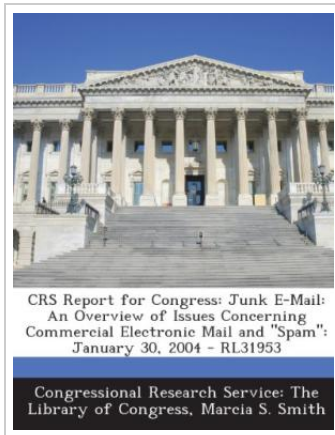 CRS Report for Congress: Junk E-Mail:
An Overview of Issues Concerning
Commercial Electronic Mail and "Spam":
January 30, 2004 - RL31953
Congressional Research Service: The
Library of Congress, Marcia S. Smith